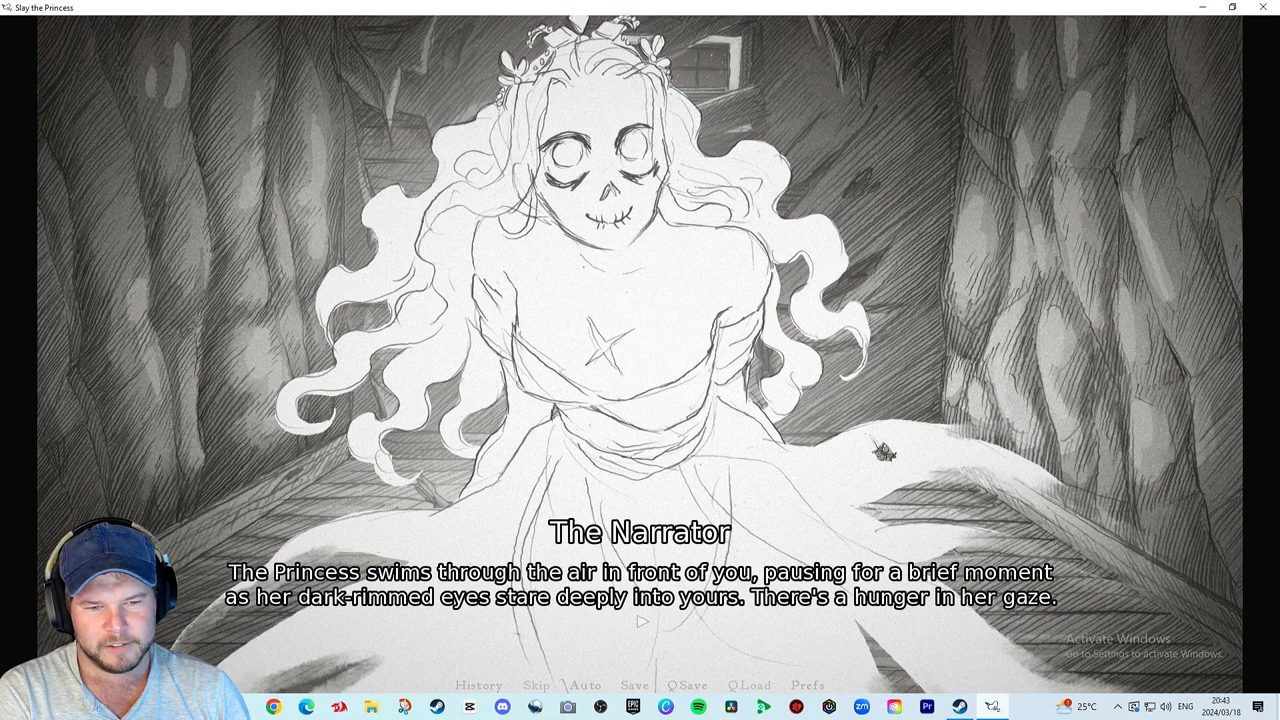 Slay the Princess
The Narrator
The Princess swims through the air in front of you, pausing for a brief moment
as her dark-rimmed eyes stare deeply into yours. There's a hunger in her gaze.
Activate Windows
Go to Settings to activate Windows.
History Skip Auto Save QSave QLoad Prefs
25°C ENG 20:43
2024/03/18